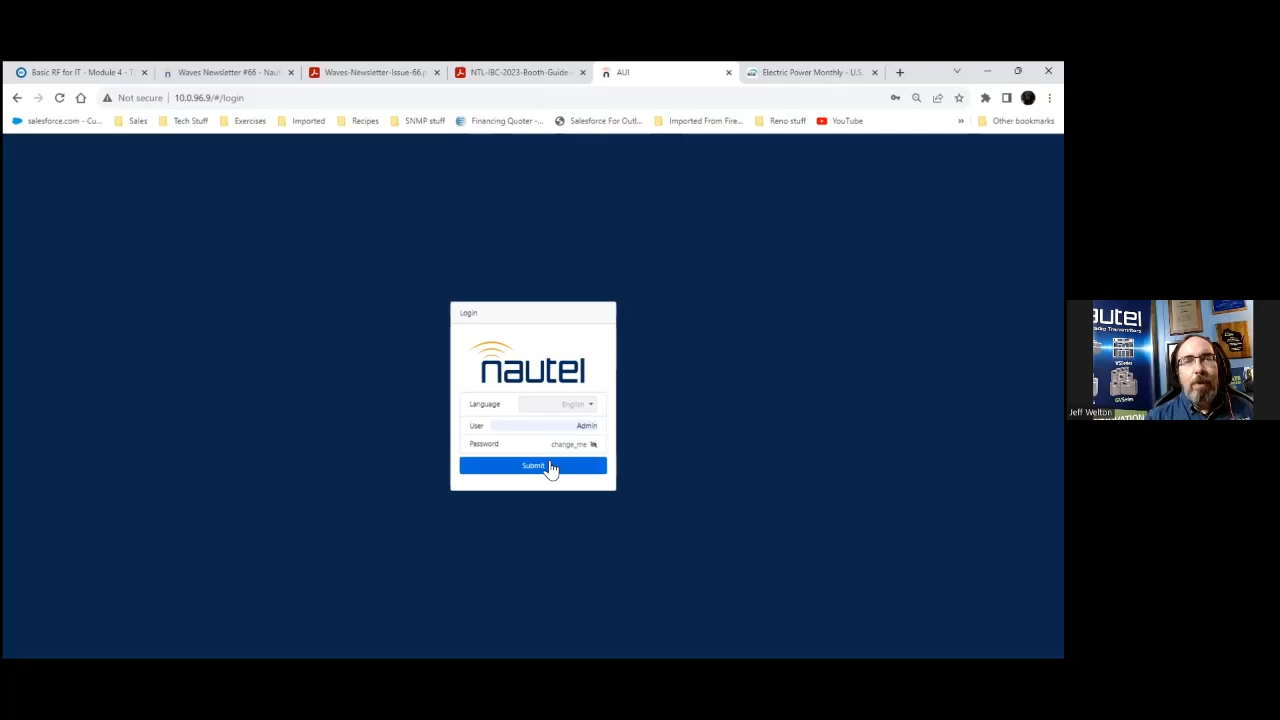 Basic RF for IT - Module 4 - T
Waves Newsletter #66 - Naut
Waves-Newsletter-Issue-66.p
NTL-IBC-2023-Booth-Guide
AUI
Electric Power Monthly - U.S.
Not secure
10.0.96.9/#/login
salesforce.com - Cu...
Sales
Tech Stuff
Exercises
Imported
Recipes
SNMP stuff
Financing Quoter -...
Salesforce For Outl...
Imported From Fire...
Reno stuff
YouTube
Other bookmarks
Login
nautel
Language
English
User
Admin
Password
change_me
Submit
autel
adio Transmitters
Jeff Welton